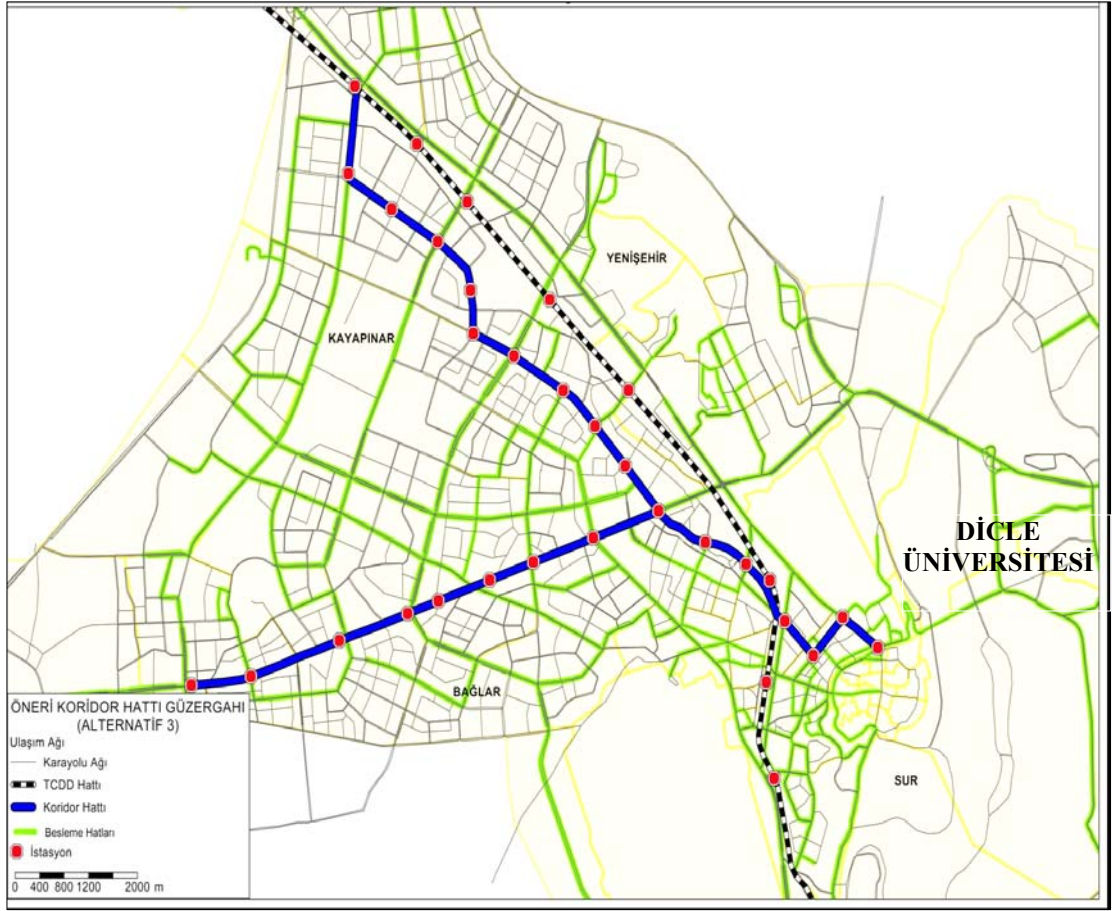 YENİŞEHİR
KAYAPINAR
DİCLE
ÜNİVERSİTESİ
BAĞLAR
SUR
ÖNERİ KORİDOR HATTI GÜZERGAHI
(ALTERNATİF 3)
Ulaşım Ağı
Karayolu Ağı
TCDD Hattı
Koridor Hattı
Besleme Hatları
İstasyon
0 400 800 1200 2000 m